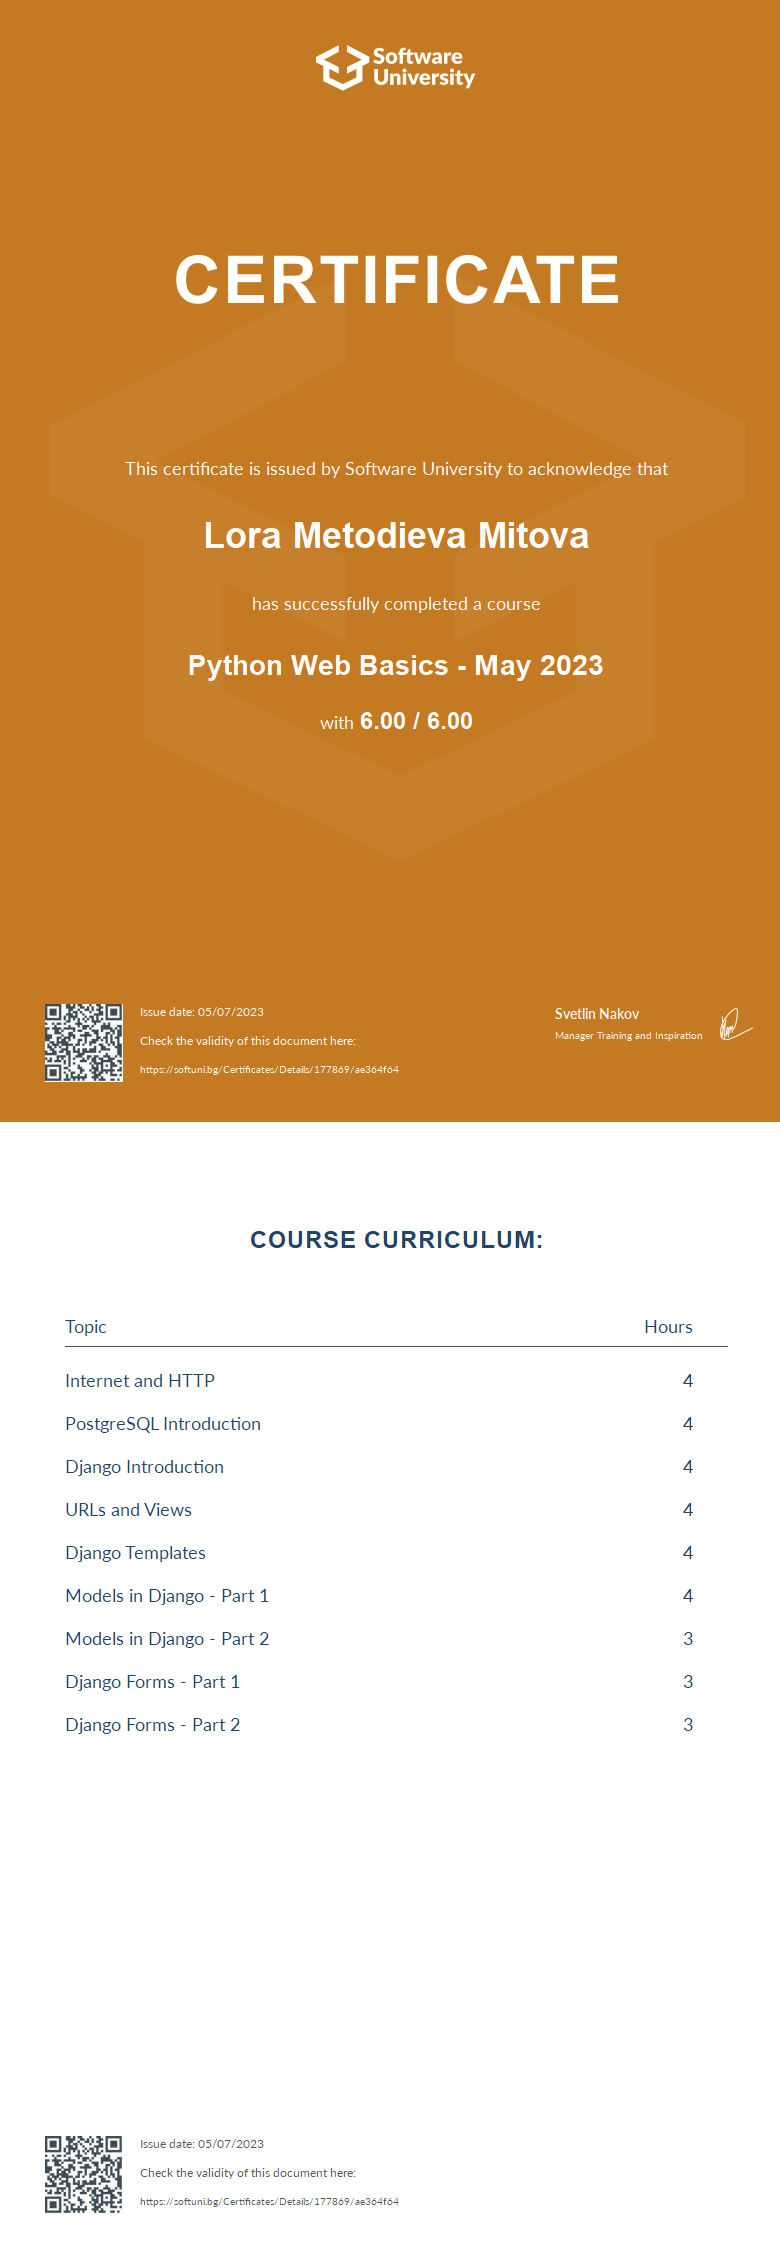 Software
University
CERTIFICATE
This certificate is issued by Software University to acknowledge that
Lora Metodieva Mitova
has successfully completed a course
Python Web Basics - May 2023
with 6.00 / 6.00
Issue date: 05/07/2023
Check the validity of this document here:
https://softuni.bg/Certificates/Details/177869/ae364f64
Svetlin Nakov
Manager Training and Inspiration
COURSE CURRICULUM:
Topic Hours
Internet and HTTP 4
PostgreSQL Introduction 4
Django Introduction 4
URLs and Views 4
Django Templates 4
Models in Django - Part 1 4
Models in Django - Part 2 3
Django Forms - Part 1 3
Django Forms - Part 2 3
Issue date: 05/07/2023
Check the validity of this document here:
https://softuni.bg/Certificates/Details/177869/ae364f64